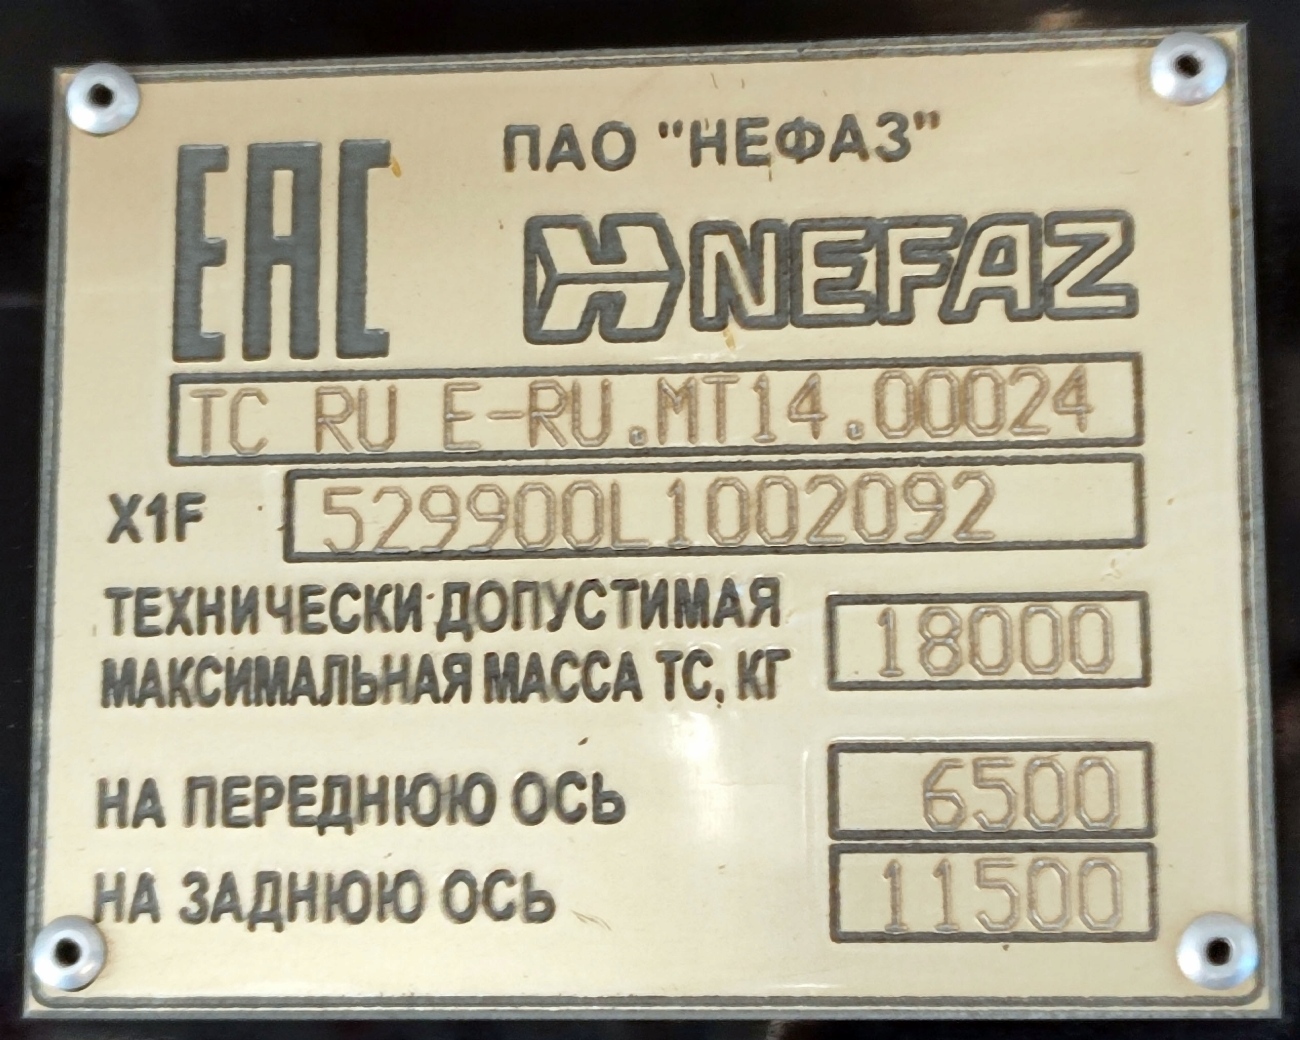 ЕАС
ПАО "НЕФАЗ"
NEFAZ
ТС RU E-RU.MT14.00024
X1F 529900L1002092
ТЕХНИЧЕСКИ ДОПУСТИМАЯ
МАКСИМАЛЬНАЯ МАССА ТС, КГ 18000
НА ПЕРЕДНЮЮ ОСЬ 6500
НА ЗАДНЮЮ ОСЬ 11500